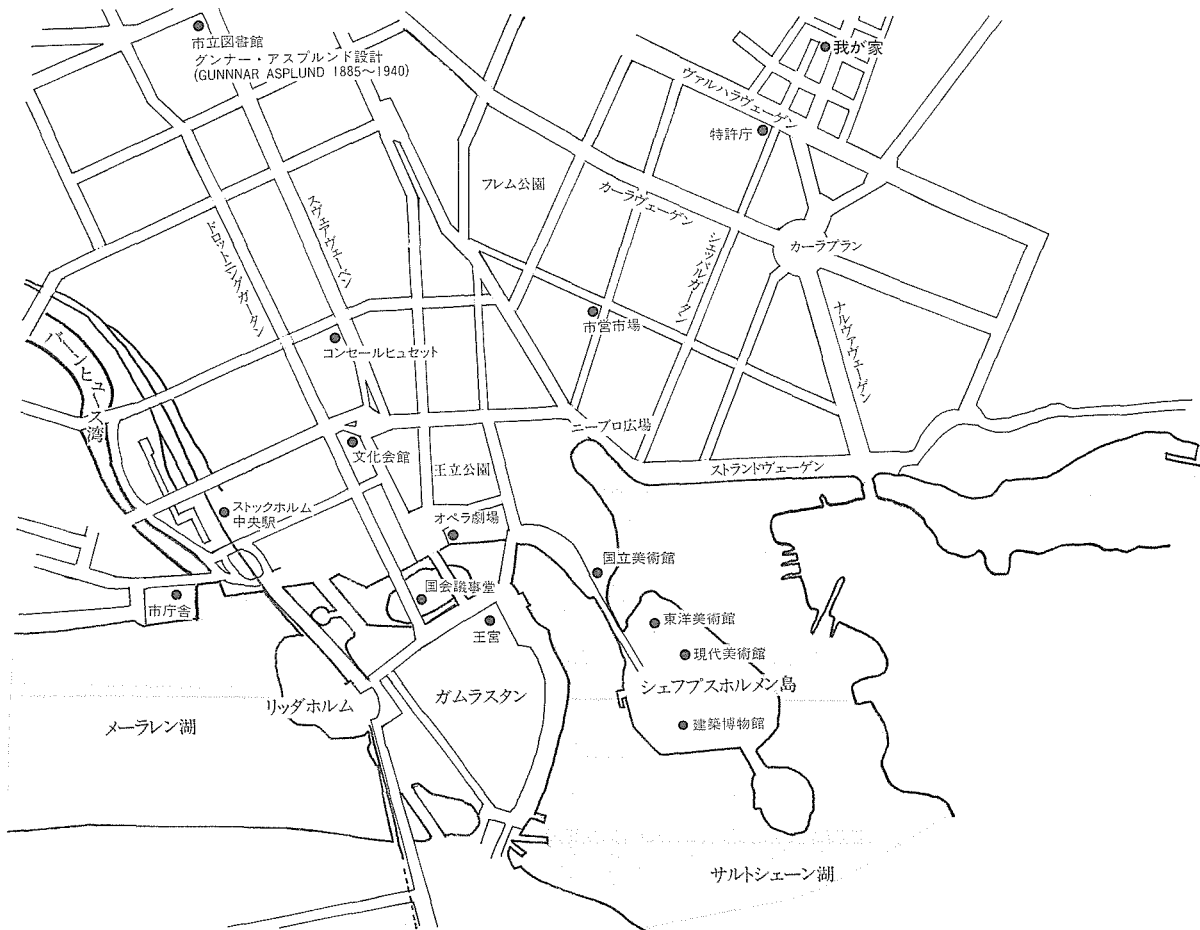 市立図書館
グンナー・アスプルンド設計
(GUNNNAR ASPLUND 1885～1940)
我が家
ヴァルハラヴェーゲン
特許庁
フレム公園
カーラヴェーゲン
カーラプラン
スヴェアヴェーゲン
ドロットニングガータン
シェッパルガータン
ナルヴァヴェーゲン
市営市場
コンセールヒュセット
バーンヒュース湾
ニーブロ広場
文化会館
王立公園
ストランドヴェーゲン
ストックホルム
中央駅
オペラ劇場
国立美術館
国会議事堂
市庁舎
王宮
東洋美術館
現代美術館
シェフプスホルメン島
リッダホルム
ガムラスタン
メーラレン湖
建築博物館
サルトシェーン湖